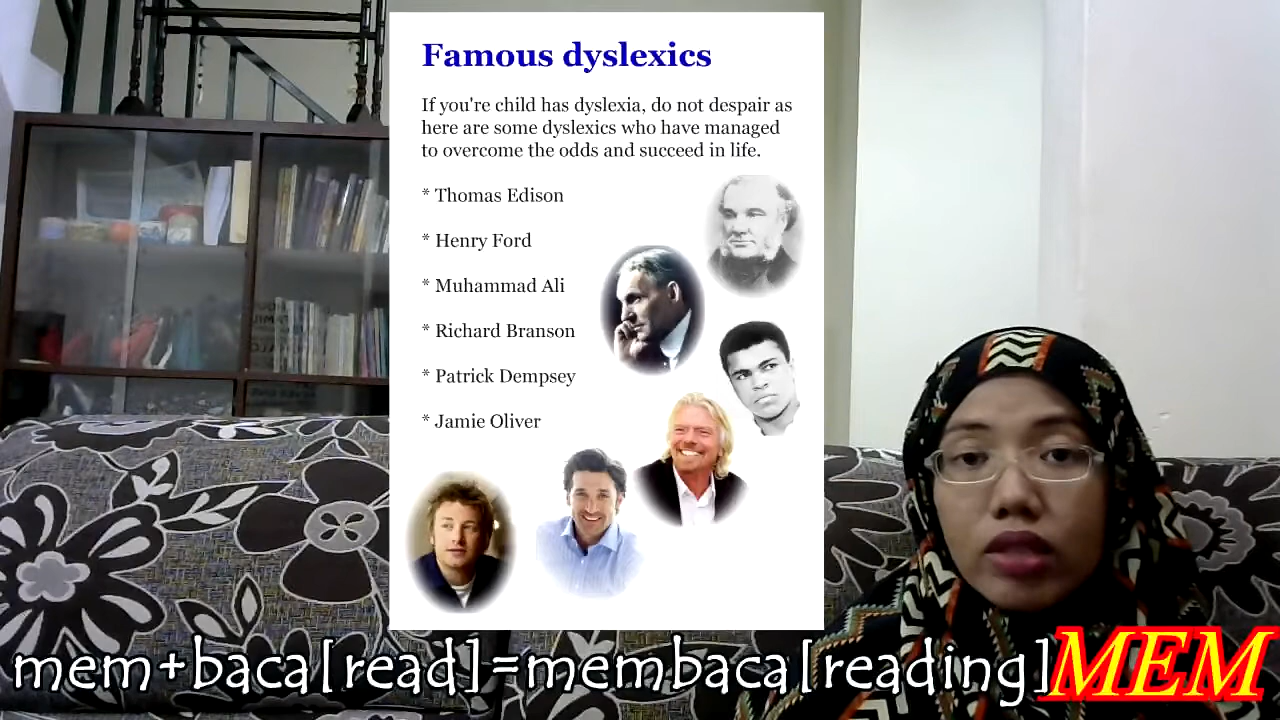 Famous dyslexics
If you're child has dyslexia, do not despair as
here are some dyslexics who have managed
to overcome the odds and succeed in life.
* Thomas Edison
* Henry Ford
* Muhammad Ali
* Richard Branson
* Patrick Dempsey
* Jamie Oliver
mem+baca[read]=membaca[reading]MEM